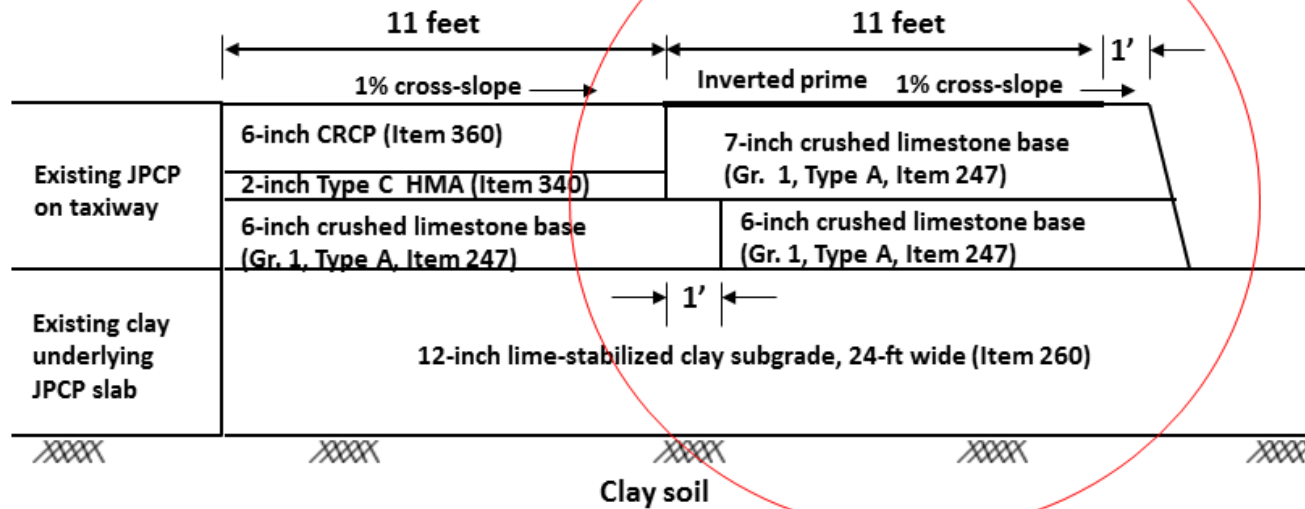 11 feet
11 feet
1’
1% cross-slope
Inverted prime
1% cross-slope
Existing JPCP
on taxiway
6-inch CRCP (Item 360)
2-inch Type C HMA (Item 340)
6-inch crushed limestone base
(Gr. 1, Type A, Item 247)
7-inch crushed limestone base
(Gr. 1, Type A, Item 247)
6-inch crushed limestone base
(Gr. 1, Type A, Item 247)
1’
Existing clay
underlying
JPCP slab
12-inch lime-stabilized clay subgrade, 24-ft wide (Item 260)
Clay soil